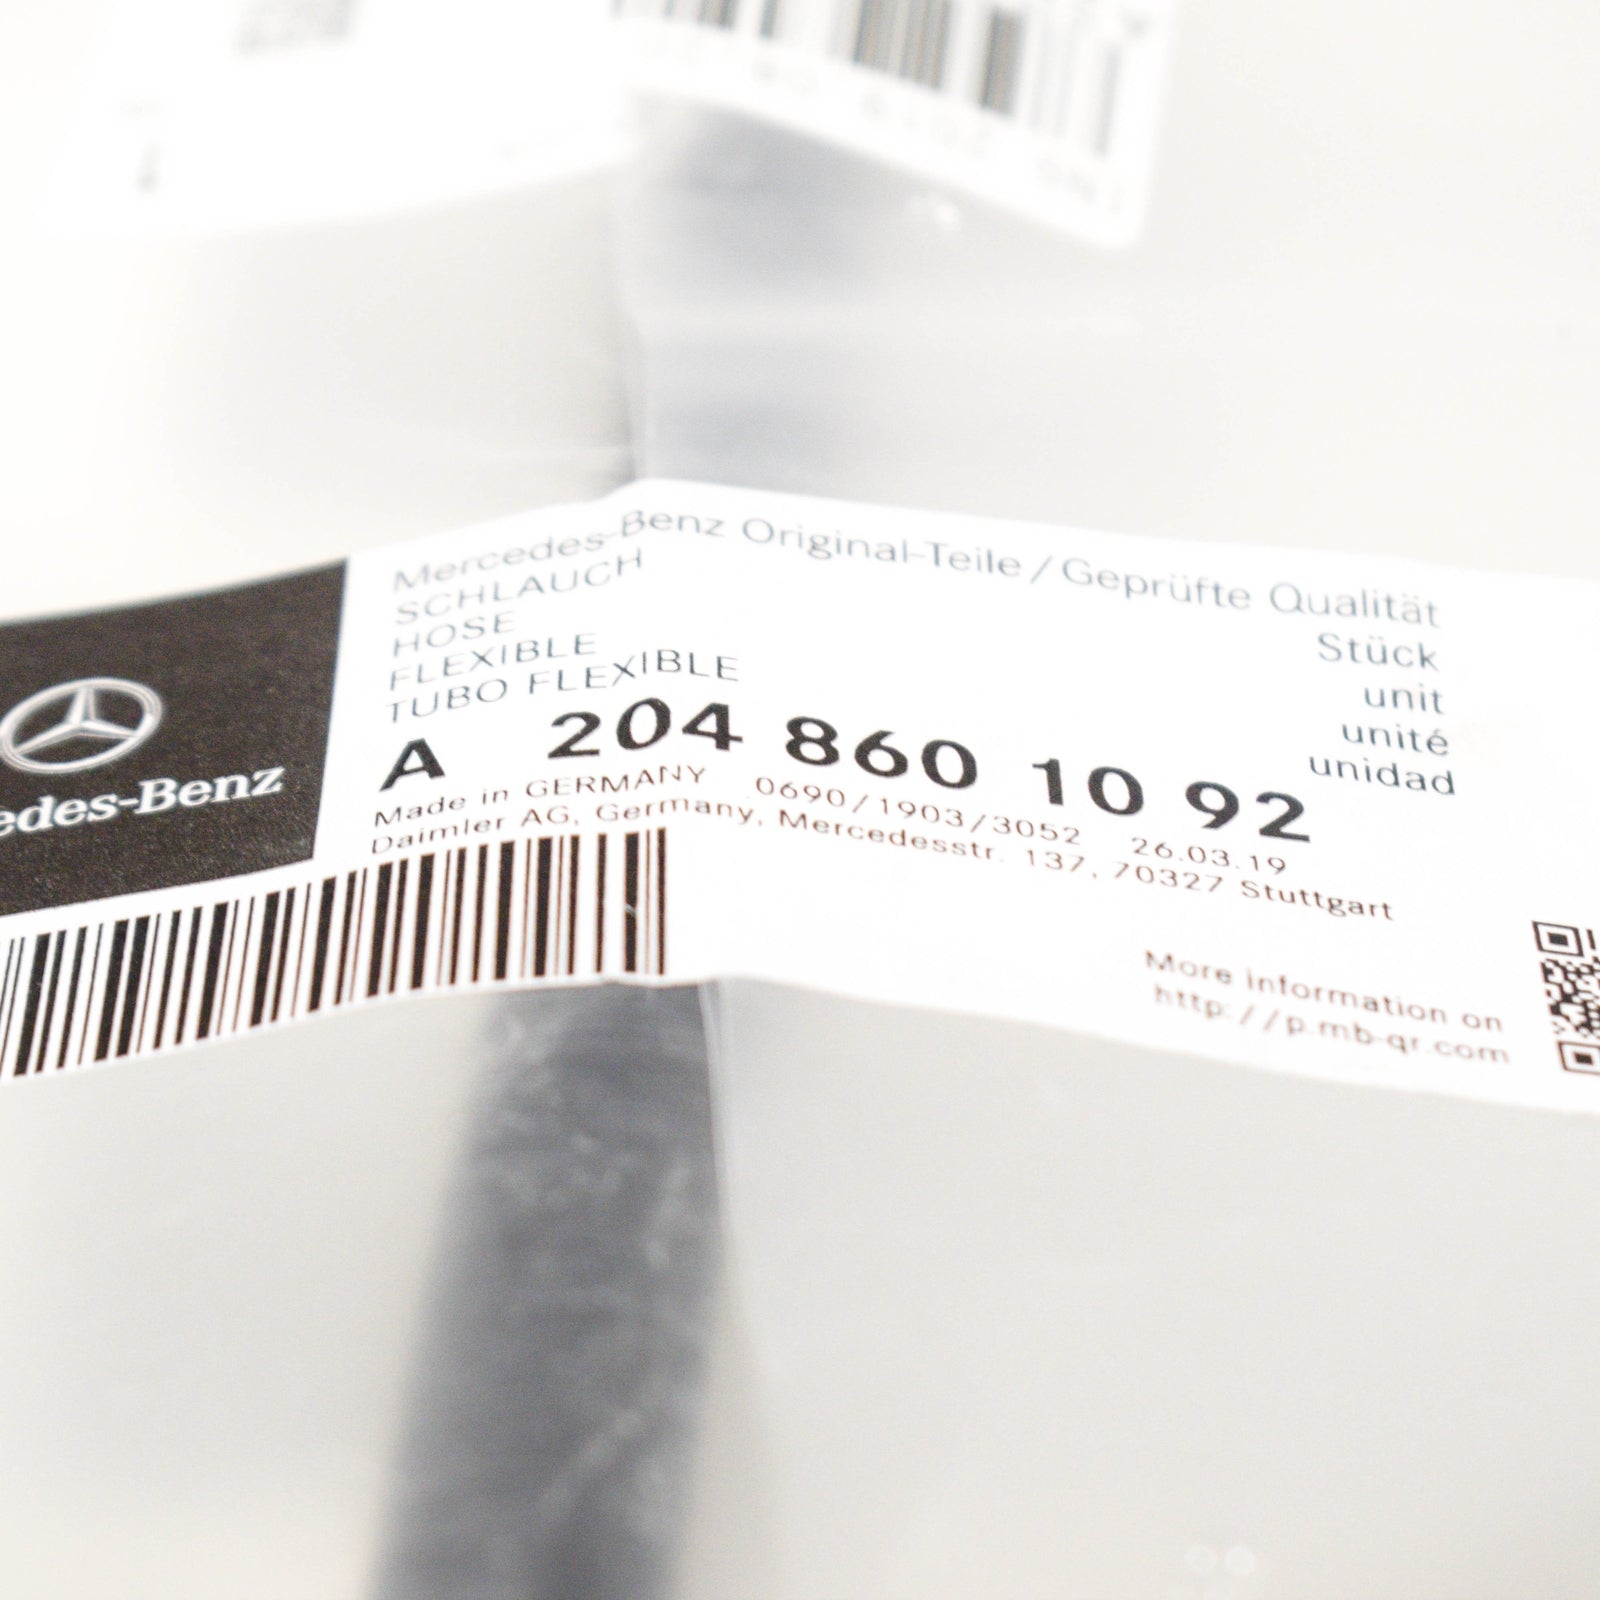 Mercedes-Benz Original-Teile / Geprüfte Qualität
SCHLAUCH
HOSE
FLEXIBLE
TUBO FLEXIBLE
Stück
unit
unité
unidad
A 204 860 10 92
Made in GERMANY 0690/1903/3052 26.03.19
Daimler AG, Germany, Mercedesstr. 137, 70327 Stuttgart
edes-Benz
More information on
http://p.mb-qr.com